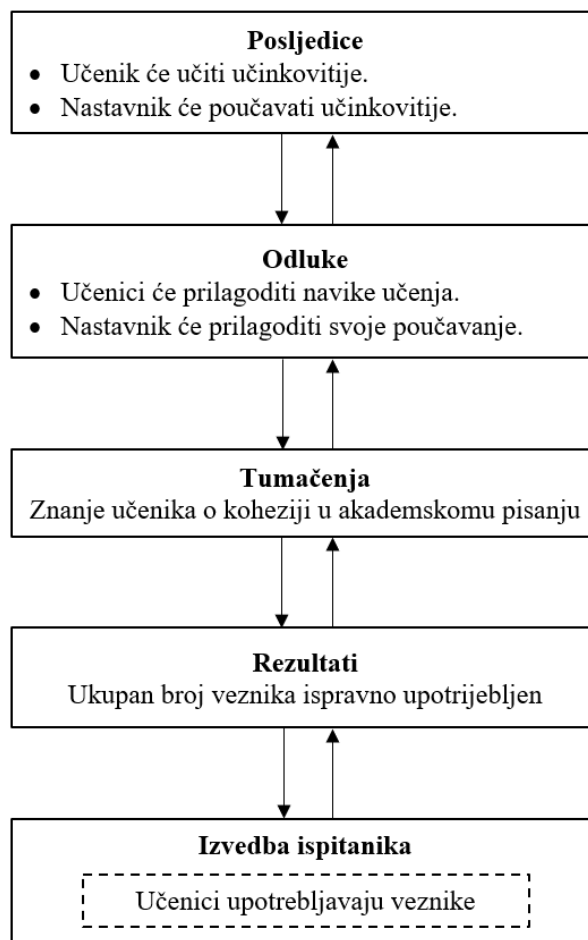 Posljedice
• Učenik će učiti učinkovitije.
• Nastavnik će poučavati učinkovitije.
Odluke
• Učenici će prilagoditi navike učenja.
• Nastavnik će prilagoditi svoje poučavanje.
Tumačenja
Znanje učenika o koheziji u akademskomu pisanju
Rezultati
Ukupan broj veznika ispravno upotrijebljen
Izvedba ispitanika
Učenici upotrebljavaju veznike